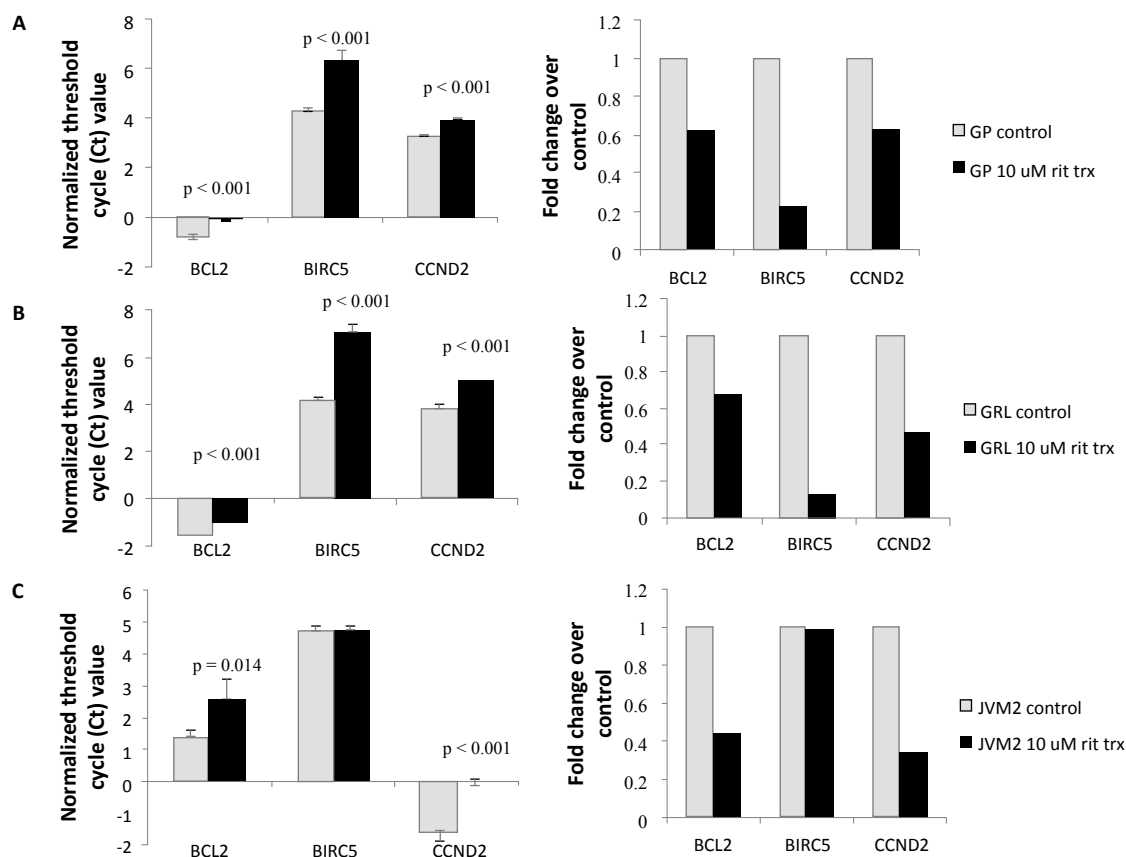 A
Normalized threshold
cycle (Ct) value
8
6
4
2
0
-2
p < 0.001
p < 0.001
p < 0.001
BCL2
BIRC5
CCND2
Fold change over
control
1.2
1
0.8
0.6
0.4
0.2
0
BCL2
BIRC5
CCND2
GP control
GP 10 uM rit trx
B
Normalized threshold
cycle (Ct) value
8
6
4
2
0
-2
p < 0.001
p < 0.001
p < 0.001
BCL2
BIRC5
CCND2
Fold change over
control
1.2
1
0.8
0.6
0.4
0.2
0
BCL2
BIRC5
CCND2
GRL control
GRL 10 uM rit trx
C
Normalized threshold
cycle (Ct) value
6
5
4
3
2
1
0
-1
-2
p = 0.014
p < 0.001
BCL2
BIRC5
CCND2
Fold change over
control
1.2
1
0.8
0.6
0.4
0.2
0
BCL2
BIRC5
CCND2
JVM2 control
JVM2 10 uM rit trx